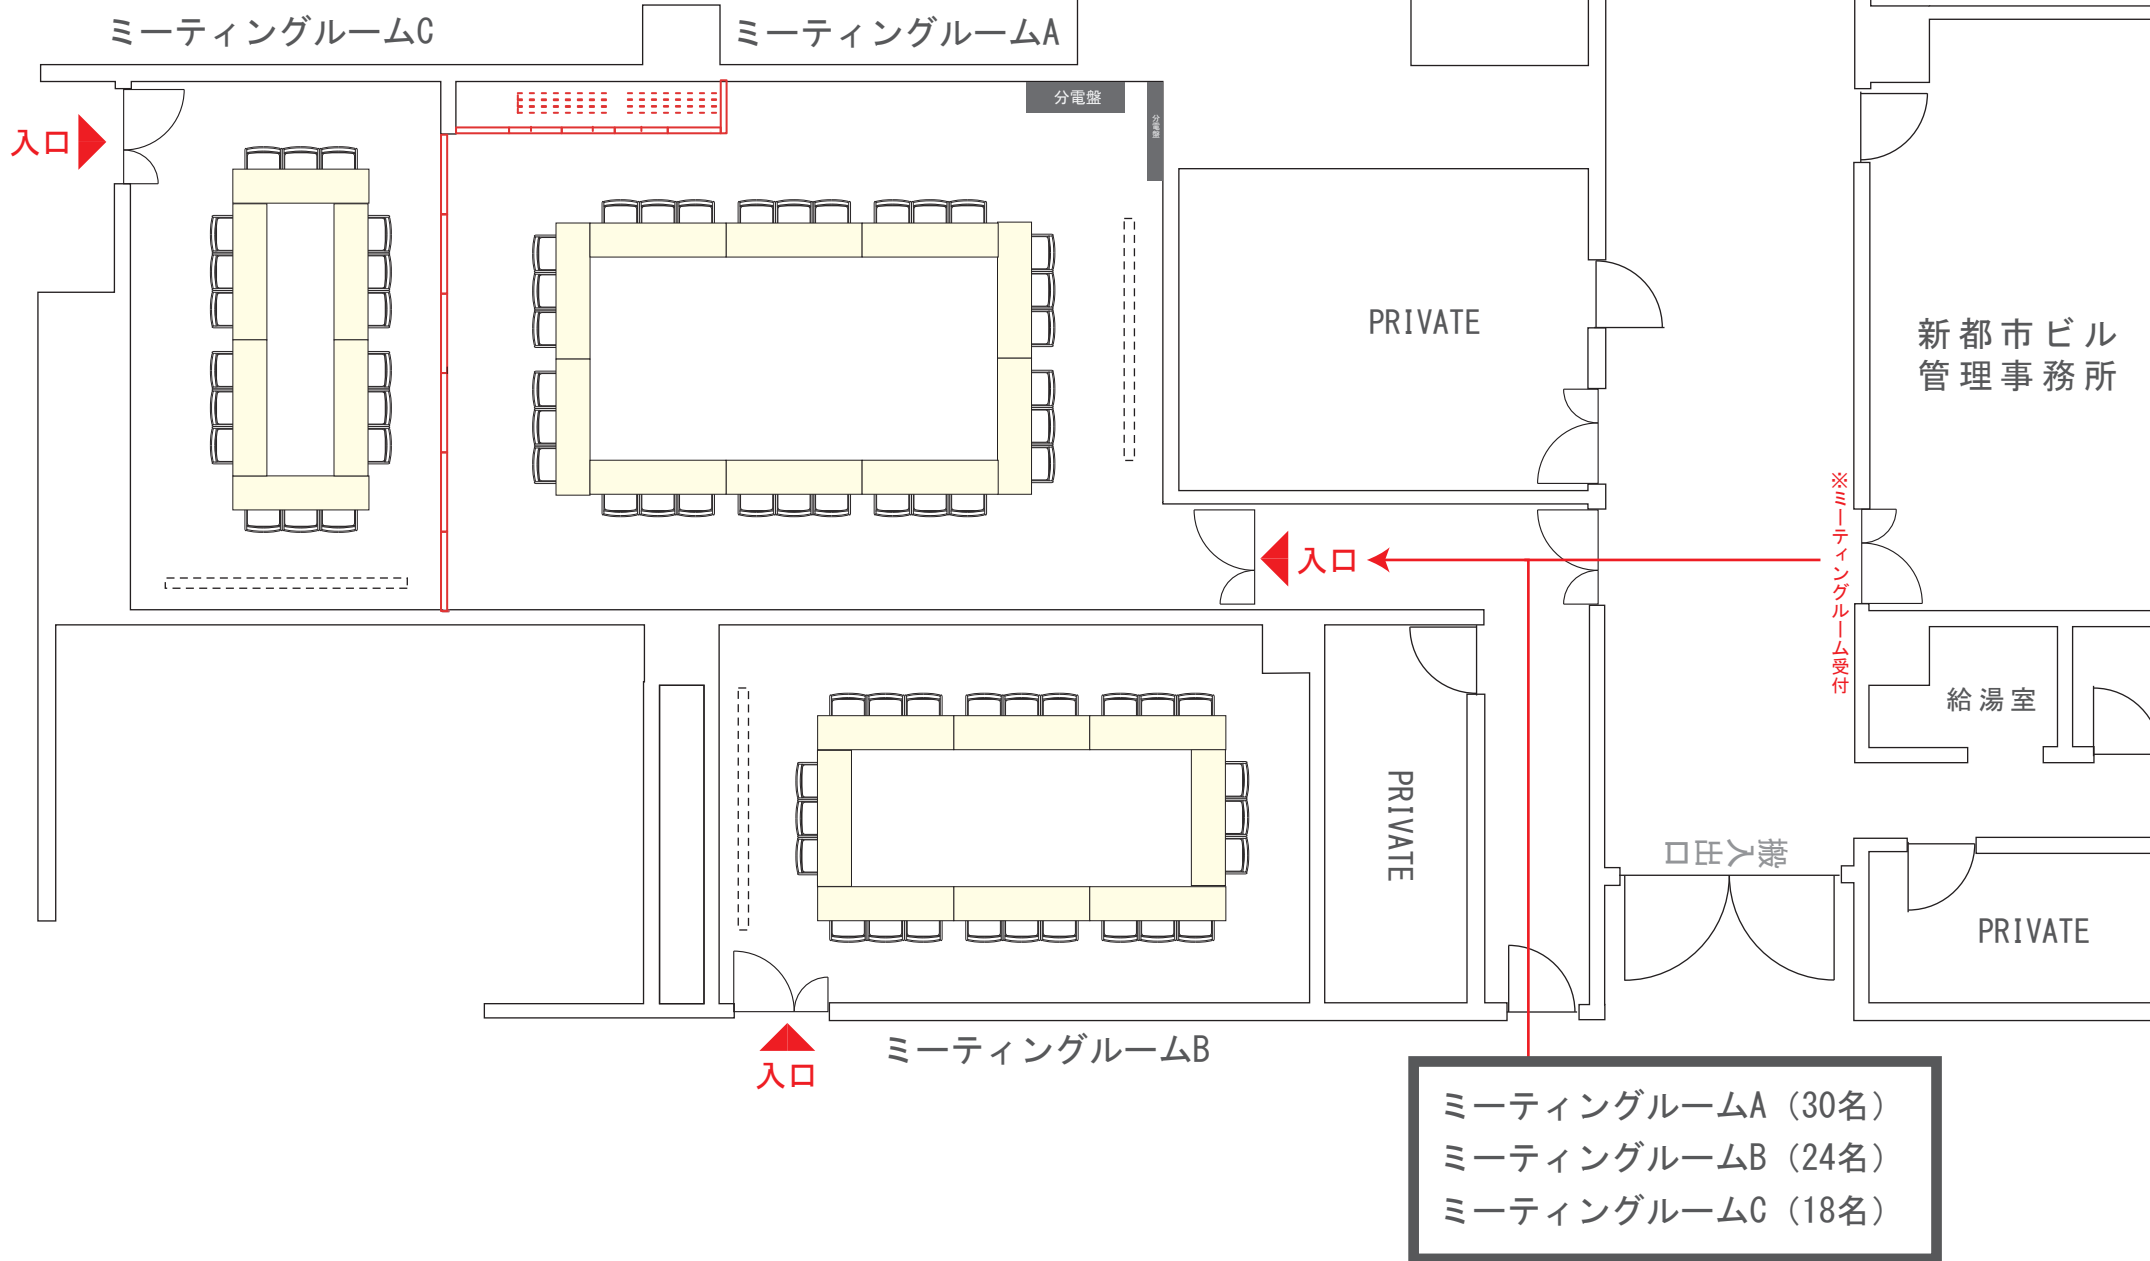 ミーティングルームC
ミーティングルームA
分電盤
分電盤
入口
PRIVATE
新都市ビル
管理事務所
入口
※ミーティングルーム受付
給湯室
PRIVATE
搬入出口
PRIVATE
ミーティングルームB
入口
ミーティングルームA（30名）
ミーティングルームB（24名）
ミーティングルームC（18名）